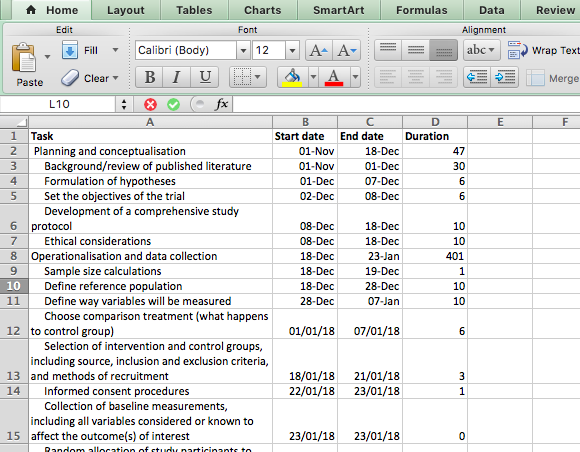 Home Layout Tables Charts SmartArt Formulas Data Review
Edit Font Alignment
Paste Fill Calibri (Body) 12 A A abc Wrap Text
Clear B I U A Merge
L10 fx
A B C D E F
1 Task Start date End date Duration
2 Planning and conceptualisation 01-Nov 18-Dec 47
3 Background/review of published literature 01-Nov 01-Dec 30
4 Formulation of hypotheses 01-Dec 07-Dec 6
5 Set the objectives of the trial 02-Dec 08-Dec 6
Development of a comprehensive study
6 protocol 08-Dec 18-Dec 10
7 Ethical considerations 08-Dec 18-Dec 10
8 Operationalisation and data collection 18-Dec 23-Jan 401
9 Sample size calculations 18-Dec 19-Dec 1
10 Define reference population 18-Dec 28-Dec 10
11 Define way variables will be measured 28-Dec 07-Jan 10
Choose comparison treatment (what happens
12 to control group) 01/01/18 07/01/18 6
Selection of intervention and control groups,
including source, inclusion and exclusion criteria,
13 and methods of recruitment 18/01/18 21/01/18 3
14 Informed consent procedures 22/01/18 23/01/18 1
Collection of baseline measurements,
including all variables considered or known to
15 affect the outcome(s) of interest 23/01/18 23/01/18 0
Random allocation of study participants to